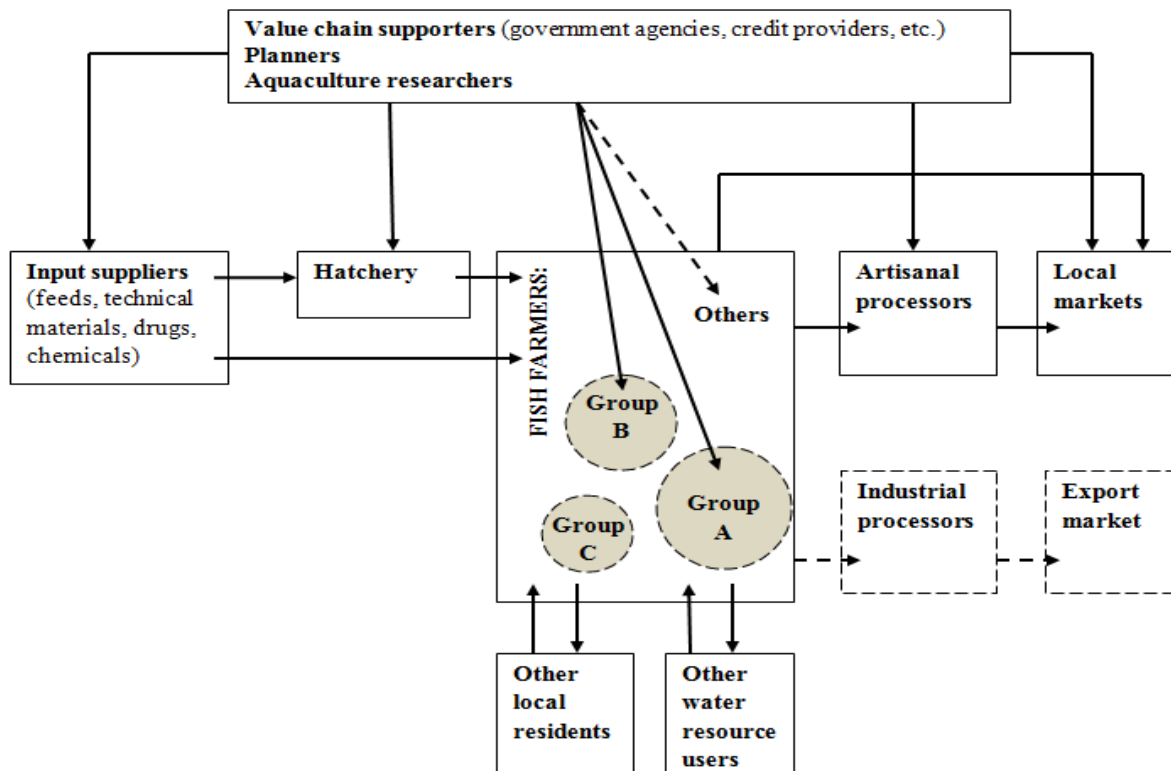 Value chain supporters (government agencies, credit providers, etc.)
Planners
Aquaculture researchers
Input suppliers
(feeds, technical
materials, drugs,
chemicals)
Hatchery
FISH FARMERS:
Others
Group
B
Group
A
Group
C
Artisanal
processors
Local
markets
Industrial
processors
Export
market
Other
local
residents
Other
water
resource
users